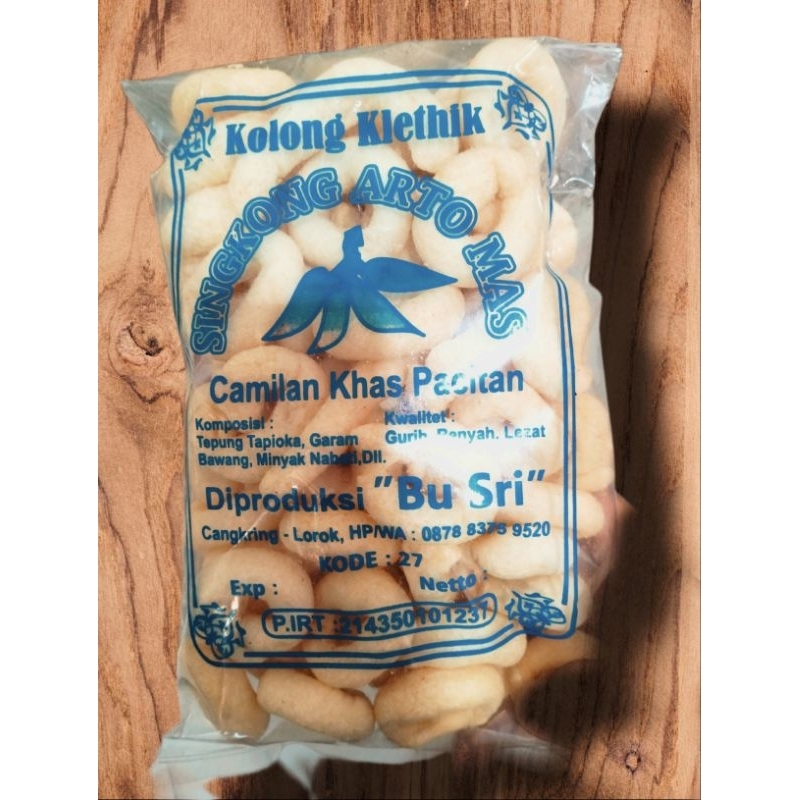 Kolong Klethik
SINGKONG ARTO MAS
Camilan Khas Pacitan
Komposisi :
Tepung Tapioka, Garam
Bawang, Minyak Nabati,Dll.
Kwalitet :
Gurih, Renyah, Lezat
Diproduksi "Bu Sri"
Cangkring - Lorok, HP/WA : 0878 8375 9520
KODE : 27
Exp :
Netto :
P.IRT :